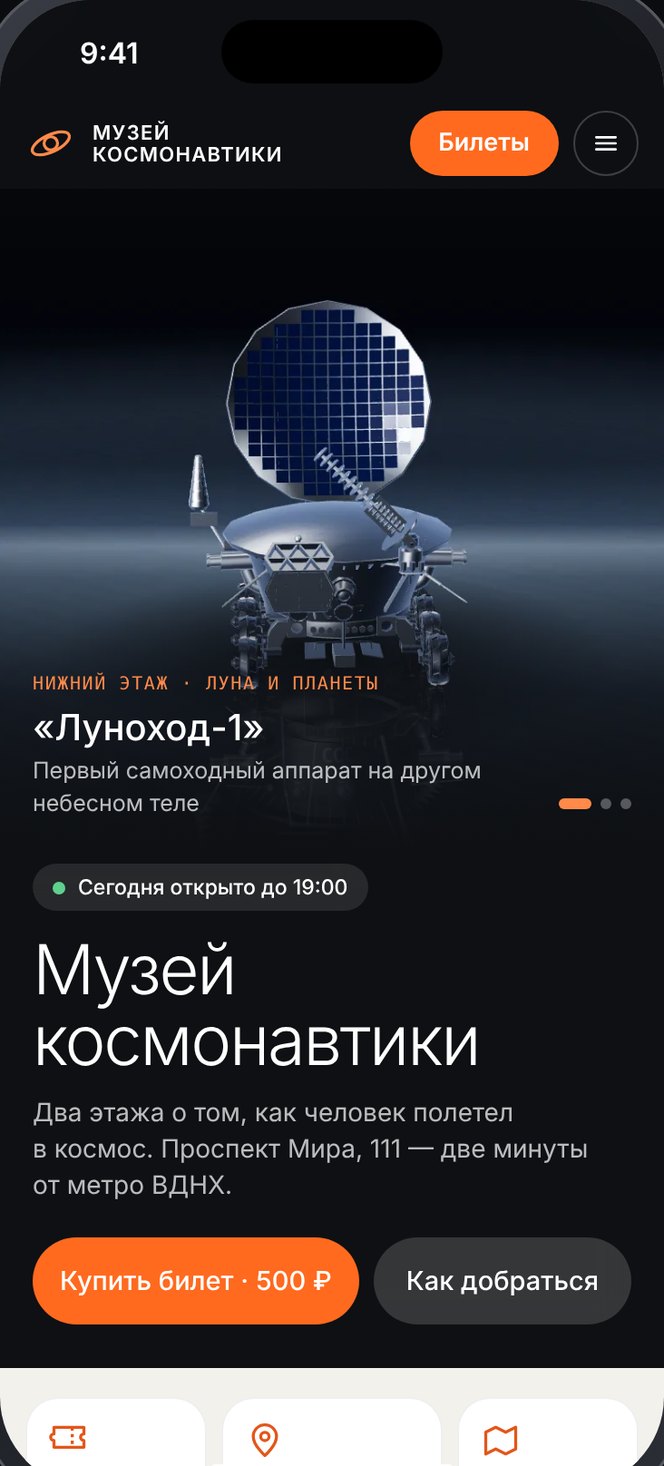 9:41
МУЗЕЙ
КОСМОНАВТИКИ
Билеты
НИЖНИЙ ЭТАЖ · ЛУНА И ПЛАНЕТЫ
«Луноход-1»
Первый самоходный аппарат на другом
небесном теле
Сегодня открыто до 19:00
Музей
космонавтики
Два этажа о том, как человек полетел
в космос. Проспект Мира, 111 — две минуты
от метро ВДНХ.
Купить билет · 500 ₽
Как добраться